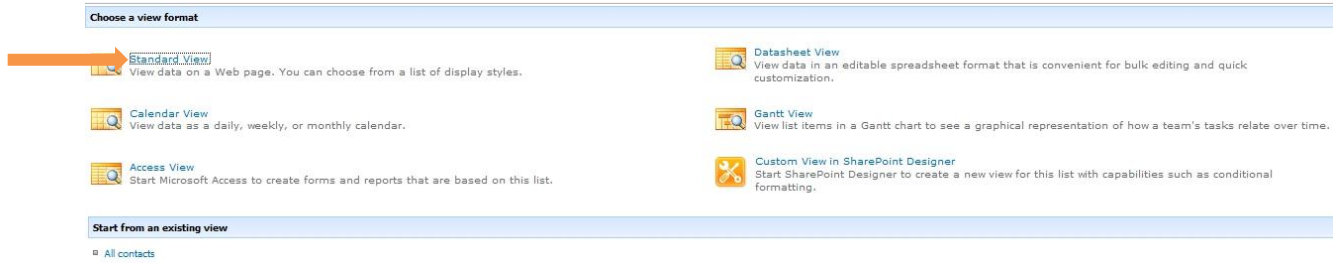 Choose a view format
Standard View
View data on a Web page. You can choose from a list of display styles.
Datasheet View
View data in an editable spreadsheet format that is convenient for bulk editing and quick
customization.
Calendar View
View data as a daily, weekly, or monthly calendar.
Gantt View
View list items in a Gantt chart to see a graphical representation of how a team's tasks relate over time.
Access View
Start Microsoft Access to create forms and reports that are based on this list.
Custom View in SharePoint Designer
Start SharePoint Designer to create a new view for this list with capabilities such as conditional
formatting.
Start from an existing view
All contacts